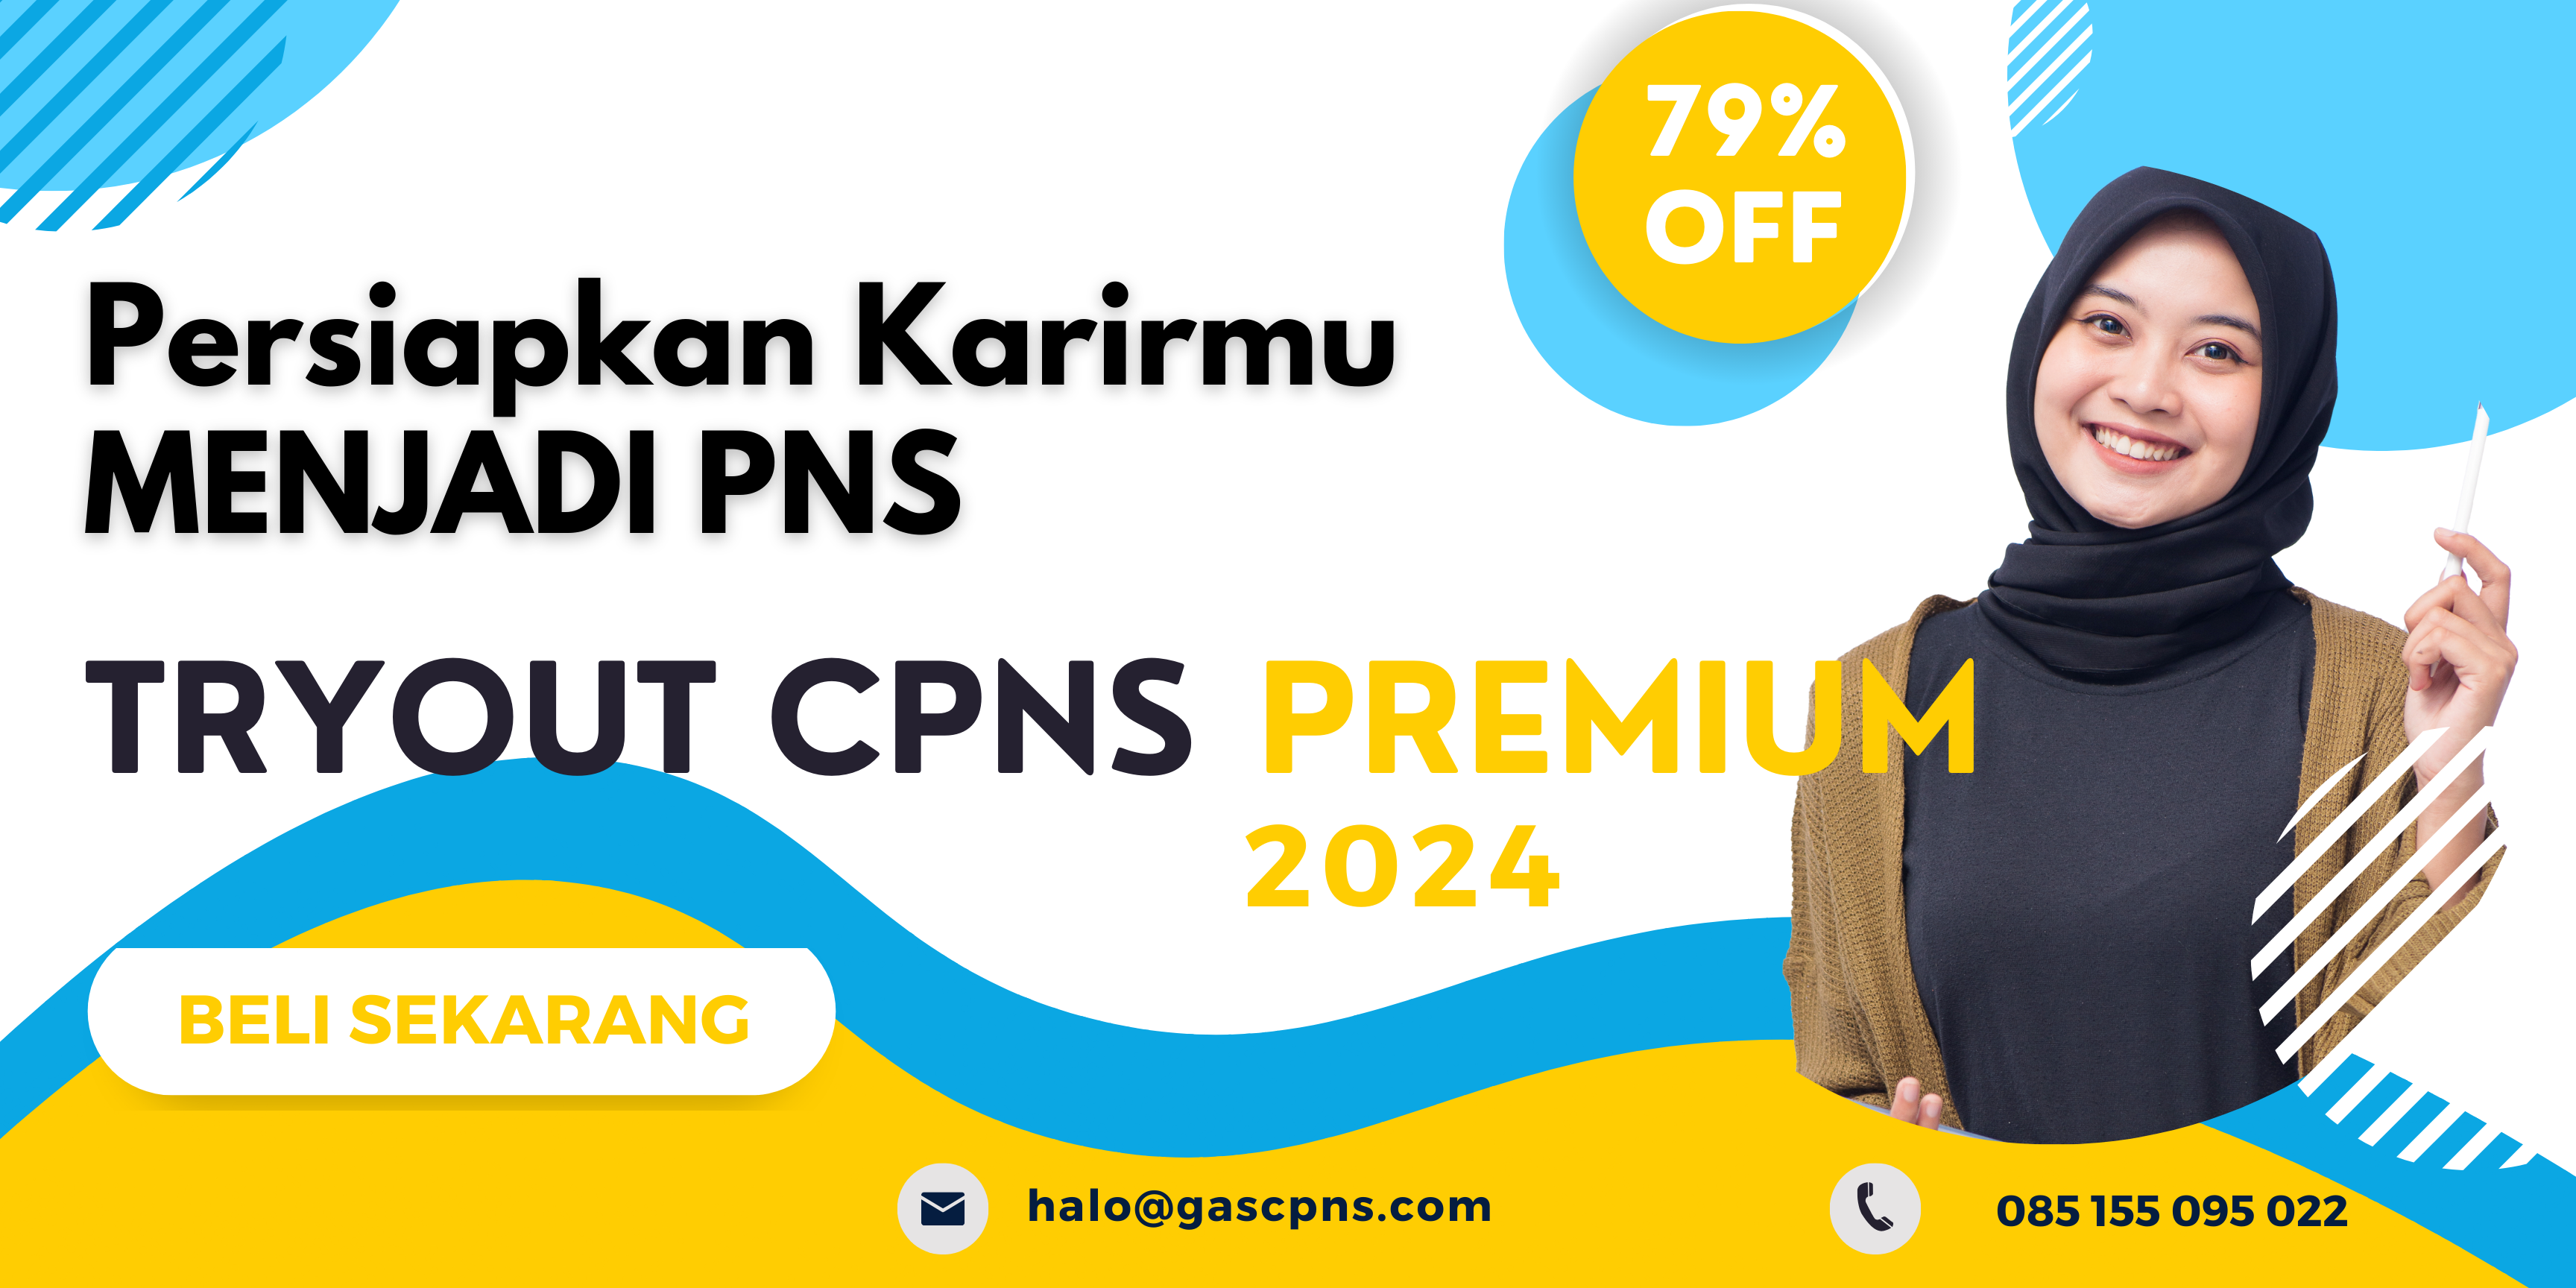 79%
OFF
Persiapkan Karirmu
MENJADI PNS
TRYOUT CPNS PREMIUM
2024
BELI SEKARANG
halo@gascpns.com
085 155 095 022